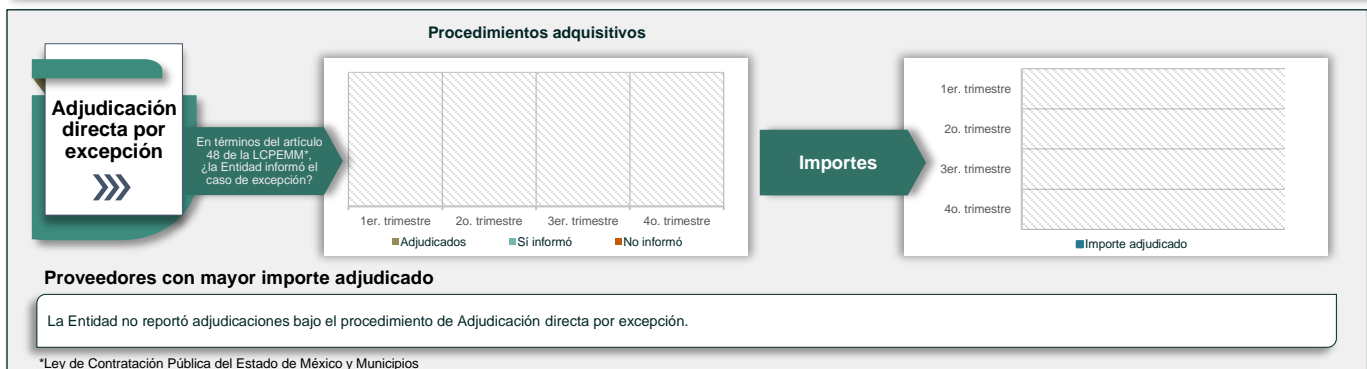 Procedimientos adquisitivos
Adjudicación
directa por
excepción
En términos del artículo
48 de la LCPEMM*,
¿la Entidad informó el
caso de excepción?
1er. trimestre 2o. trimestre 3er. trimestre 4o. trimestre
Adjudicados Sí informó No informó
Importes
1er. trimestre
2o. trimestre
3er. trimestre
4o. trimestre
Importe adjudicado
Proveedores con mayor importe adjudicado
La Entidad no reportó adjudicaciones bajo el procedimiento de Adjudicación directa por excepción.
*Ley de Contratación Pública del Estado de México y Municipios